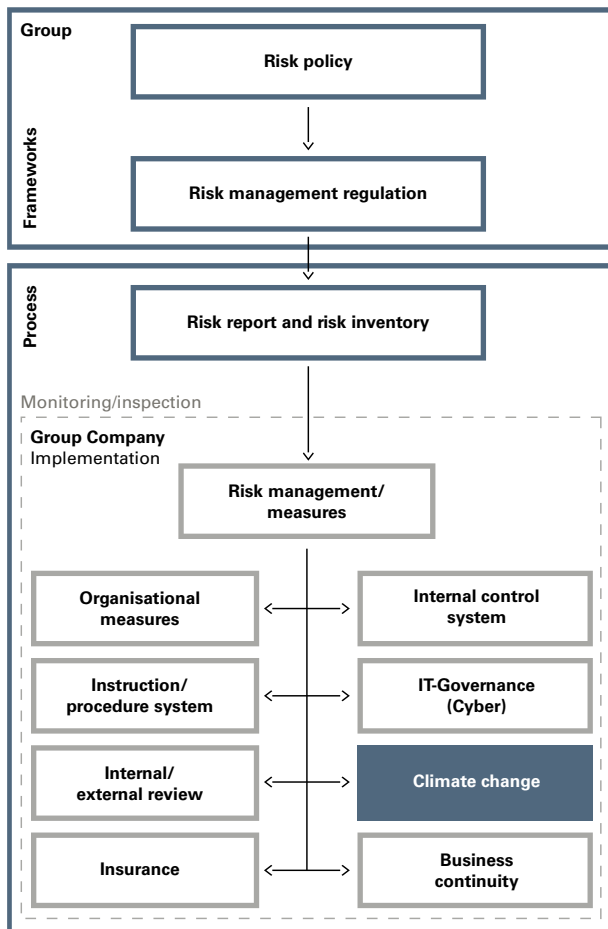 Group
Risk policy
Frameworks
Risk management regulation
Process
Risk report and risk inventory
Monitoring/inspection
Group Company
Implementation
Risk management/
measures
Organisational
measures
Internal control
system
Instruction/
procedure system
IT-Governance
(Cyber)
Internal/
external review
Climate change
Insurance
Business
continuity